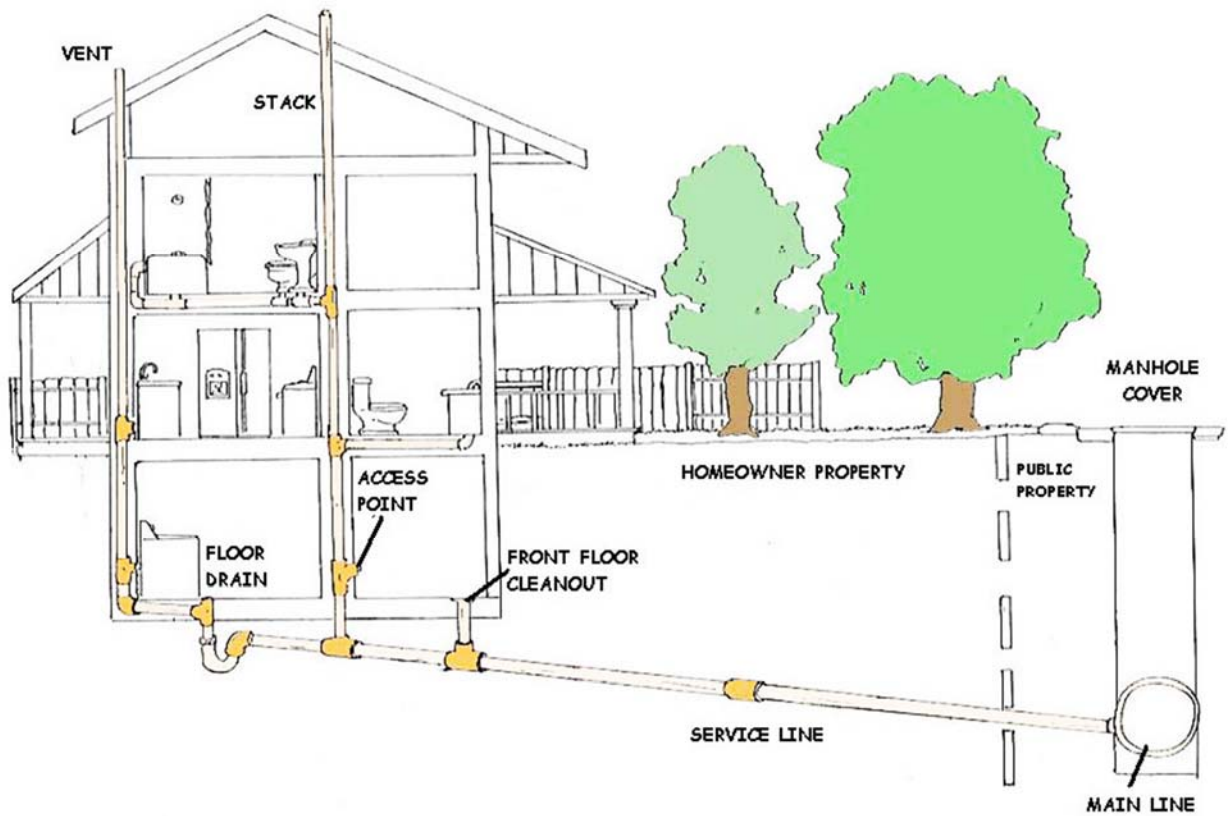 VENT
STACK
MANHOLE
COVER
HOMEOWNER PROPERTY
PUBLIC
PROPERTY
ACCESS
POINT
FLOOR
DRAIN
FRONT FLOOR
CLEANOUT
SERVICE LINE
MAIN LINE